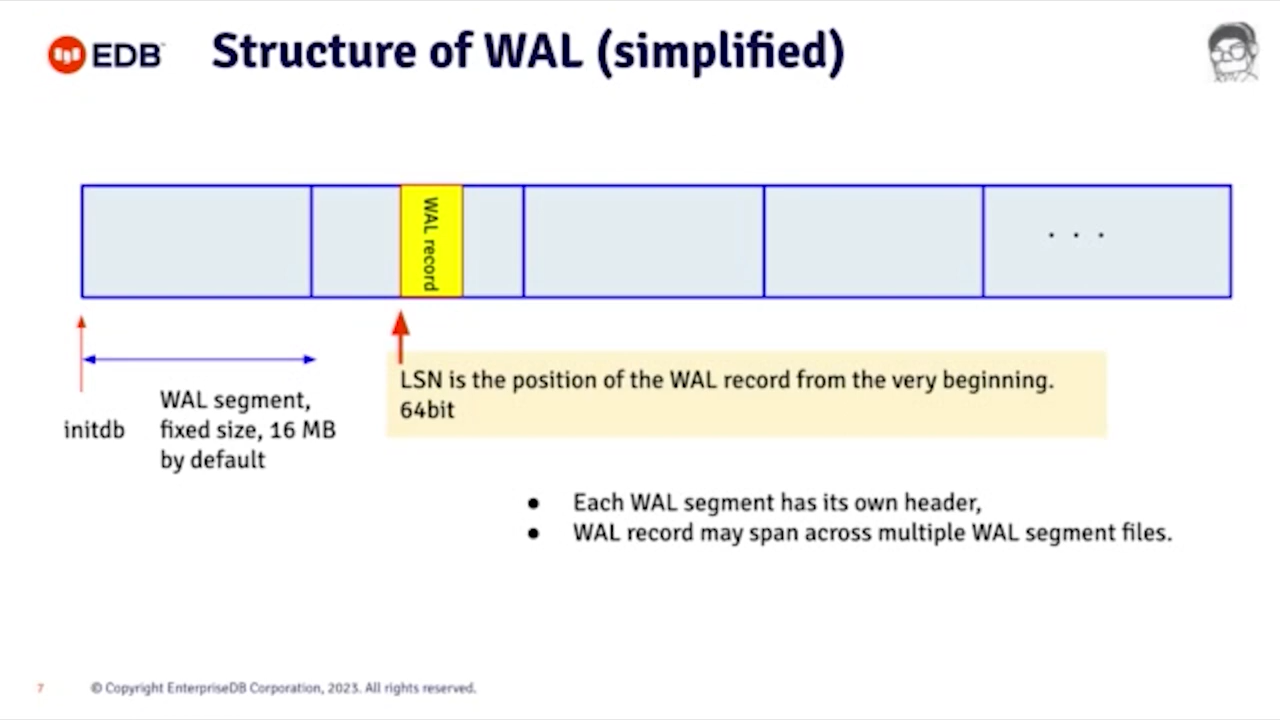 EDB™
Structure of WAL (simplified)
WAL record
. . .
initdb
WAL segment,
fixed size, 16 MB
by default
LSN is the position of the WAL record from the very beginning.
64bit
● Each WAL segment has its own header,
● WAL record may span across multiple WAL segment files.
7
© Copyright EnterpriseDB Corporation, 2023. All rights reserved.